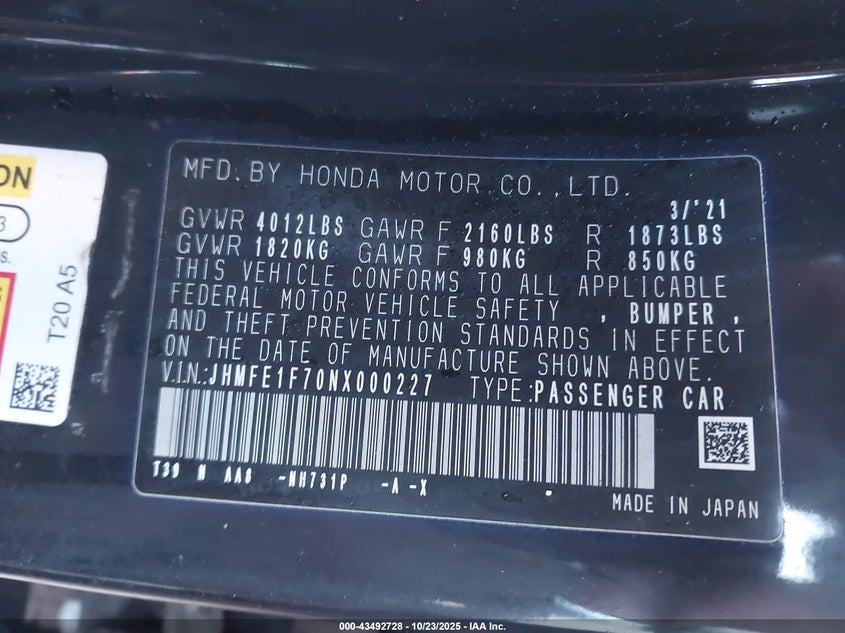 ON
3
S.
T20 A5
MFD. BY HONDA MOTOR CO., LTD.
3/'21
GVWR 4012LBS GAWR F 2160LBS R 1873LBS
GVWR 1820KG GAWR F 980KG R 850KG
THIS VEHICLE CONFORMS TO ALL APPLICABLE
FEDERAL MOTOR VEHICLE SAFETY , BUMPER ,
AND THEFT PREVENTION STANDARDS IN EFFECT
ON THE DATE OF MANUFACTURE SHOWN ABOVE.
V.I.N.:JHMFE1F70NX000227 TYPE:PASSENGER CAR
NH731P -A -X -
MADE IN JAPAN
000-43492728 - 10/23/2025 - IAA Inc.